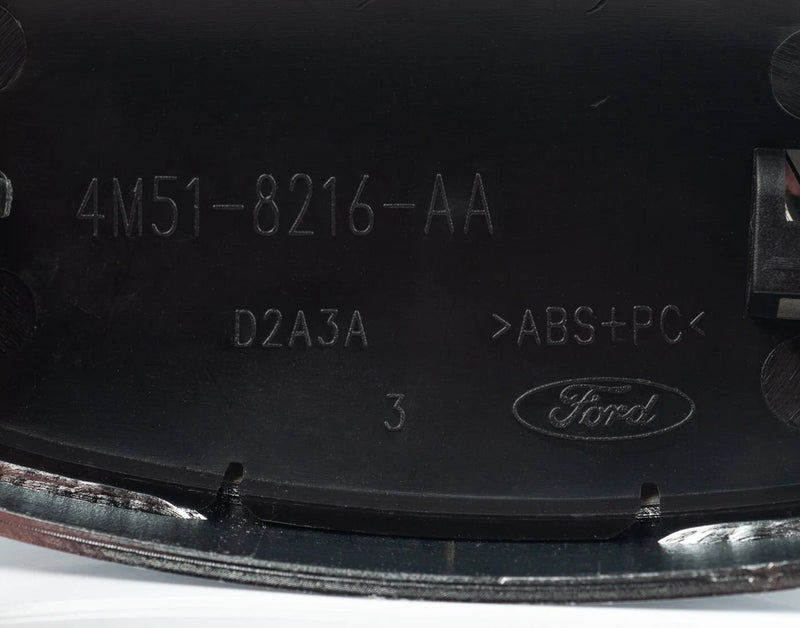 4M51-8216-AA
D2A3A >ABS+PC<
3 Ford